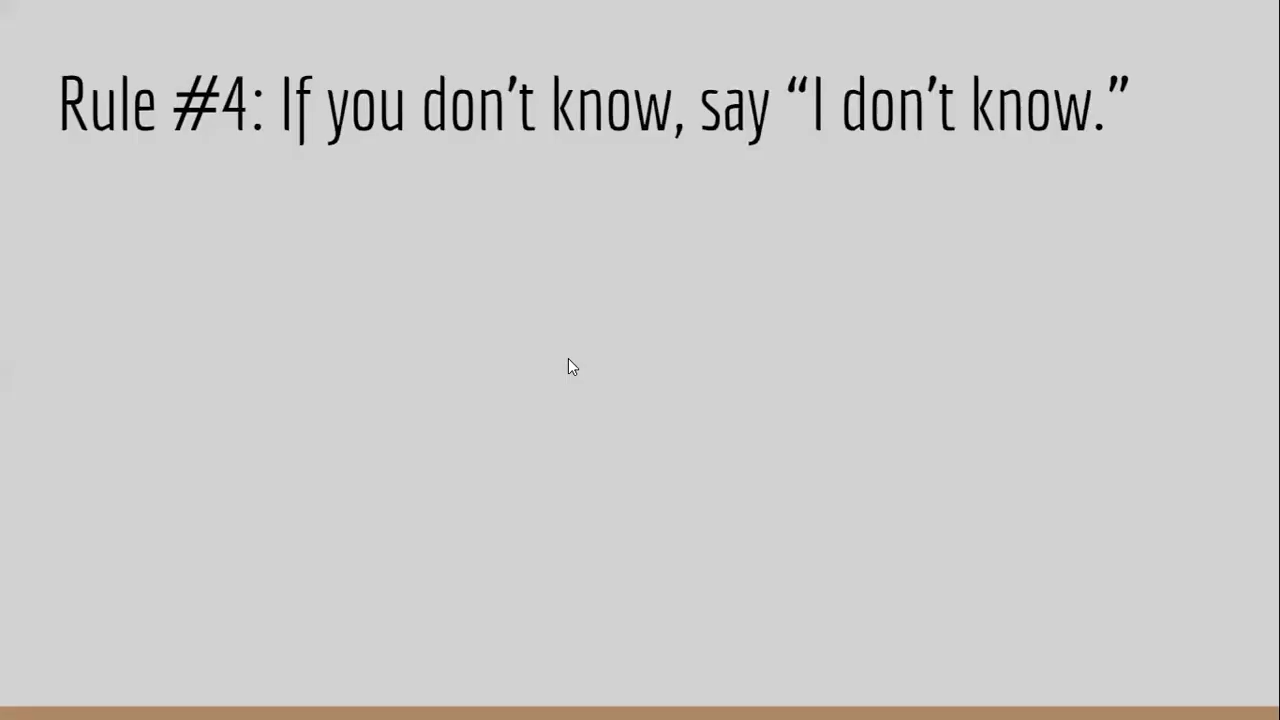 Rule #4: If you don’t know, say “I don’t know.”